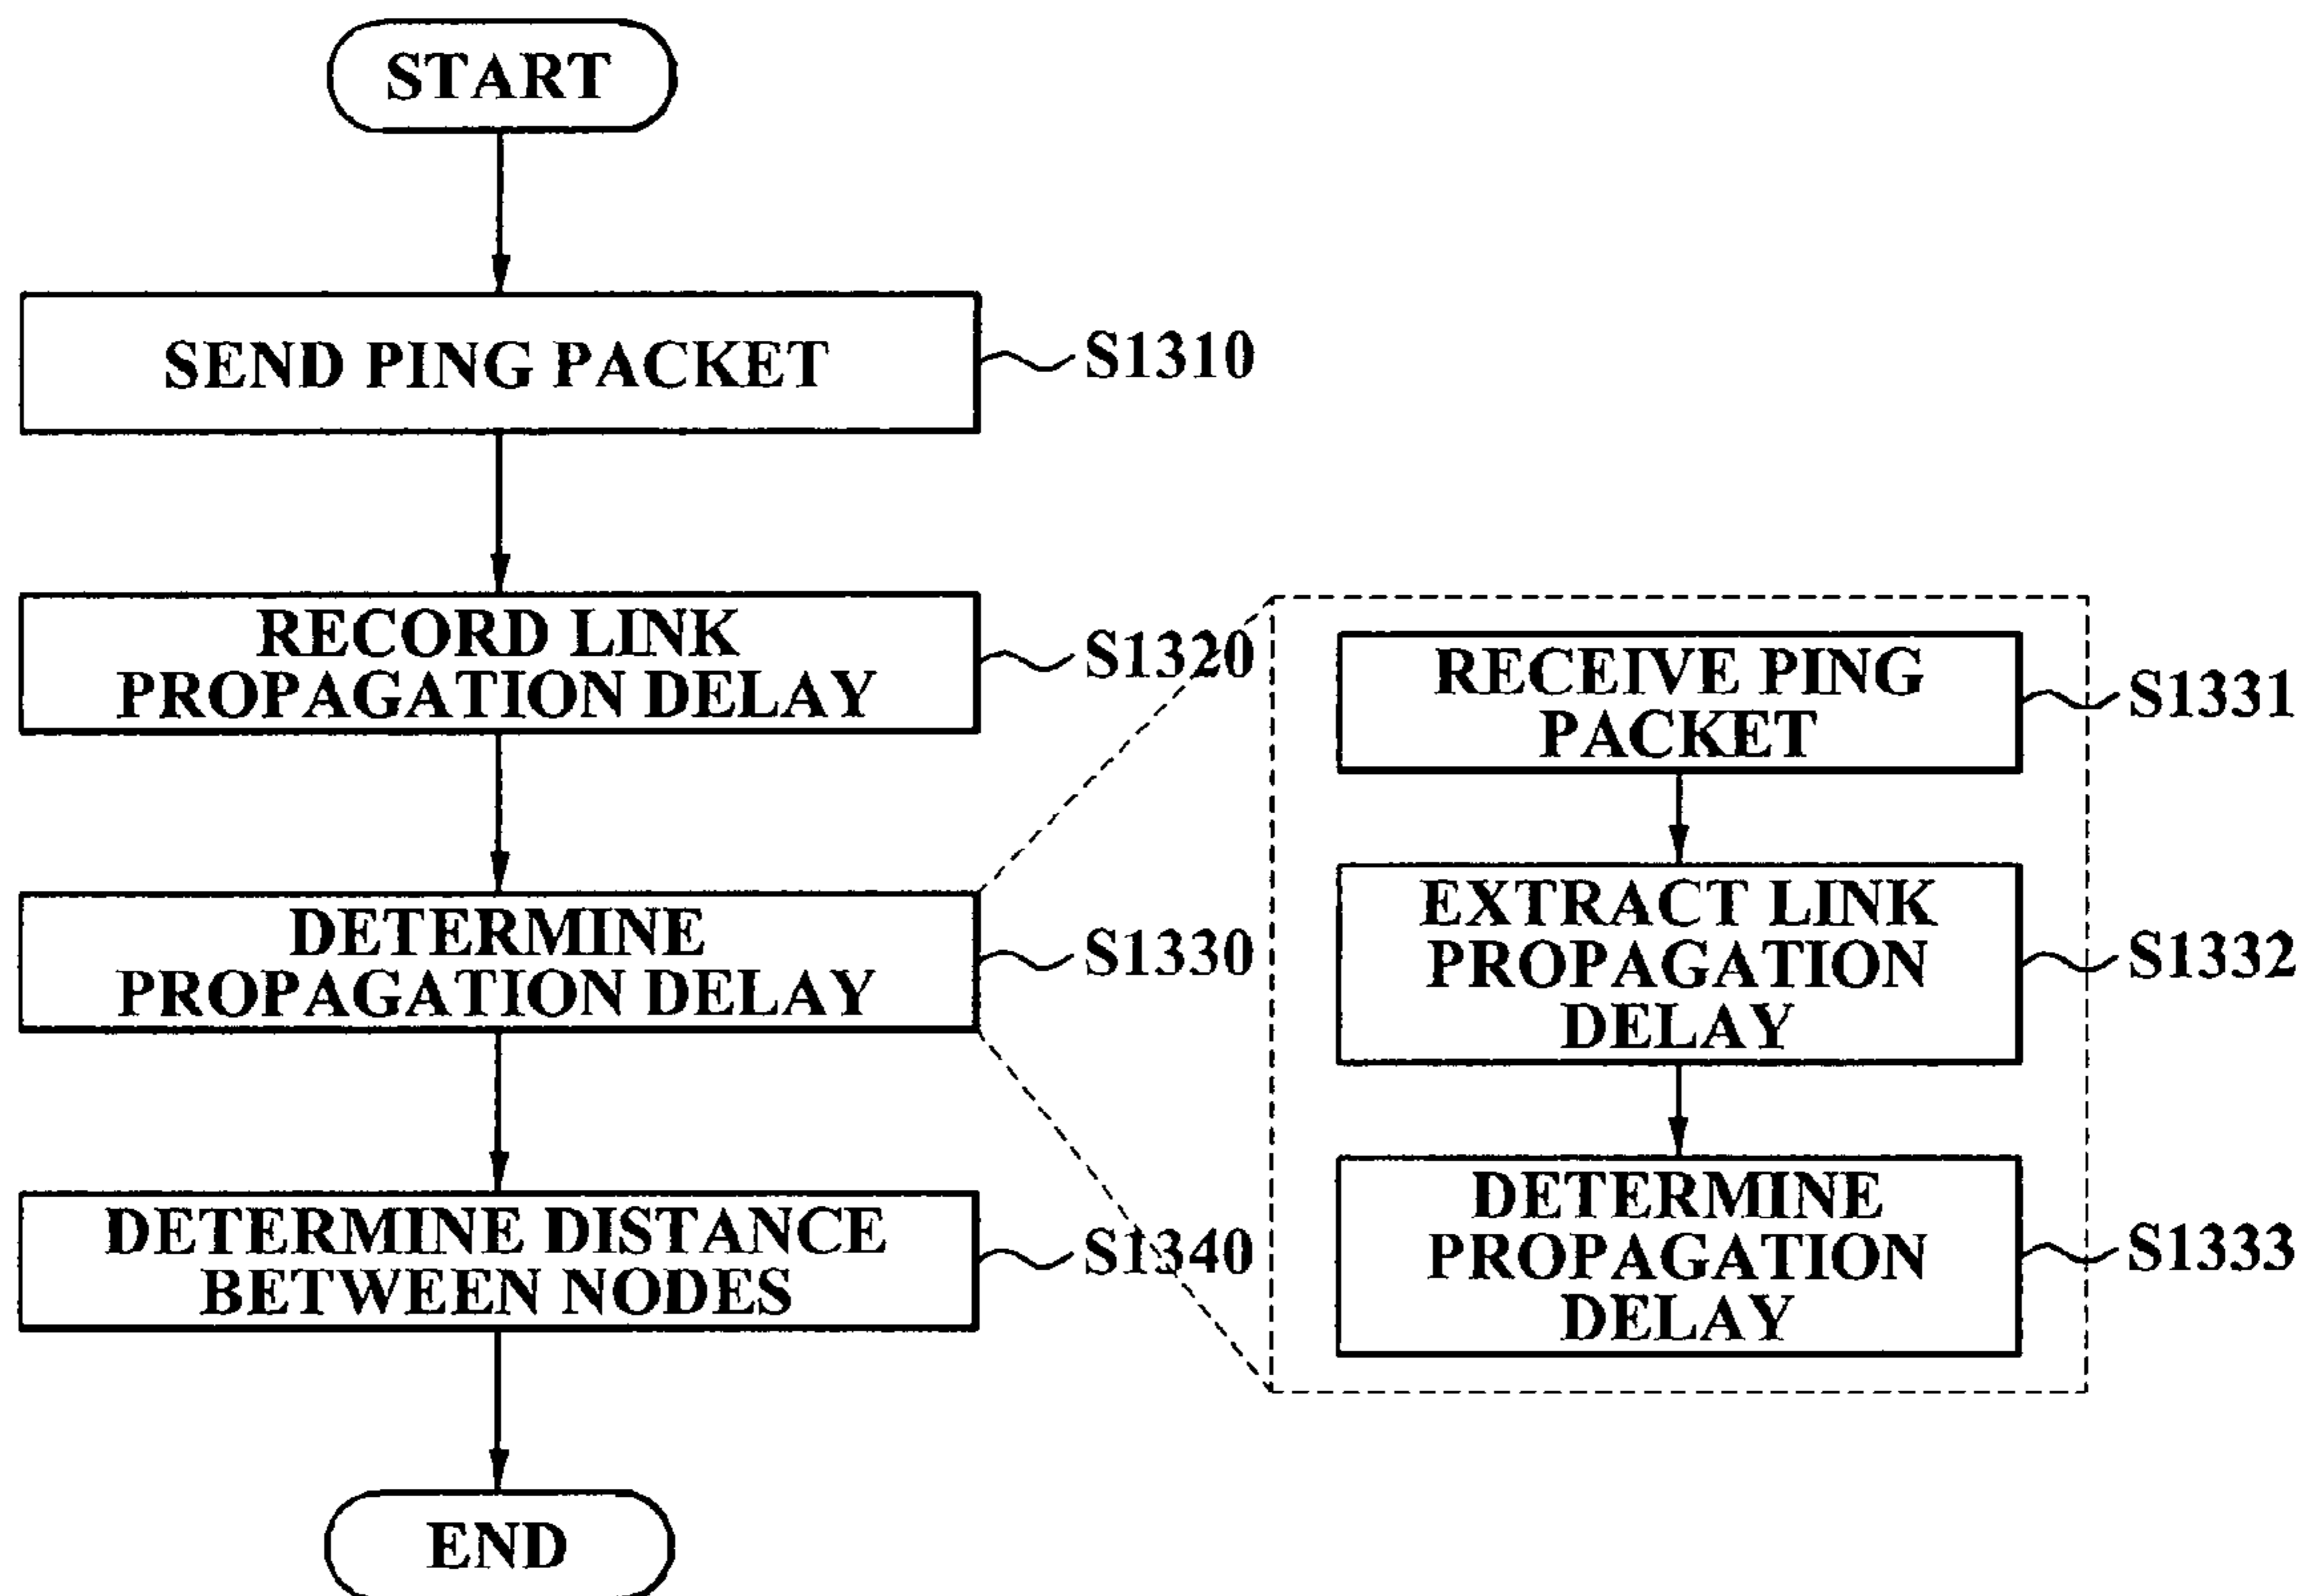 START
SEND PING PACKET
S1310
RECORD LINK
PROPAGATION DELAY
S1320
DETERMINE
PROPAGATION DELAY
S1330
DETERMINE DISTANCE
BETWEEN NODES
S1340
END
RECEIVE PING
PACKET
S1331
EXTRACT LINK
PROPAGATION
DELAY
S1332
DETERMINE
PROPAGATION
DELAY
S1333